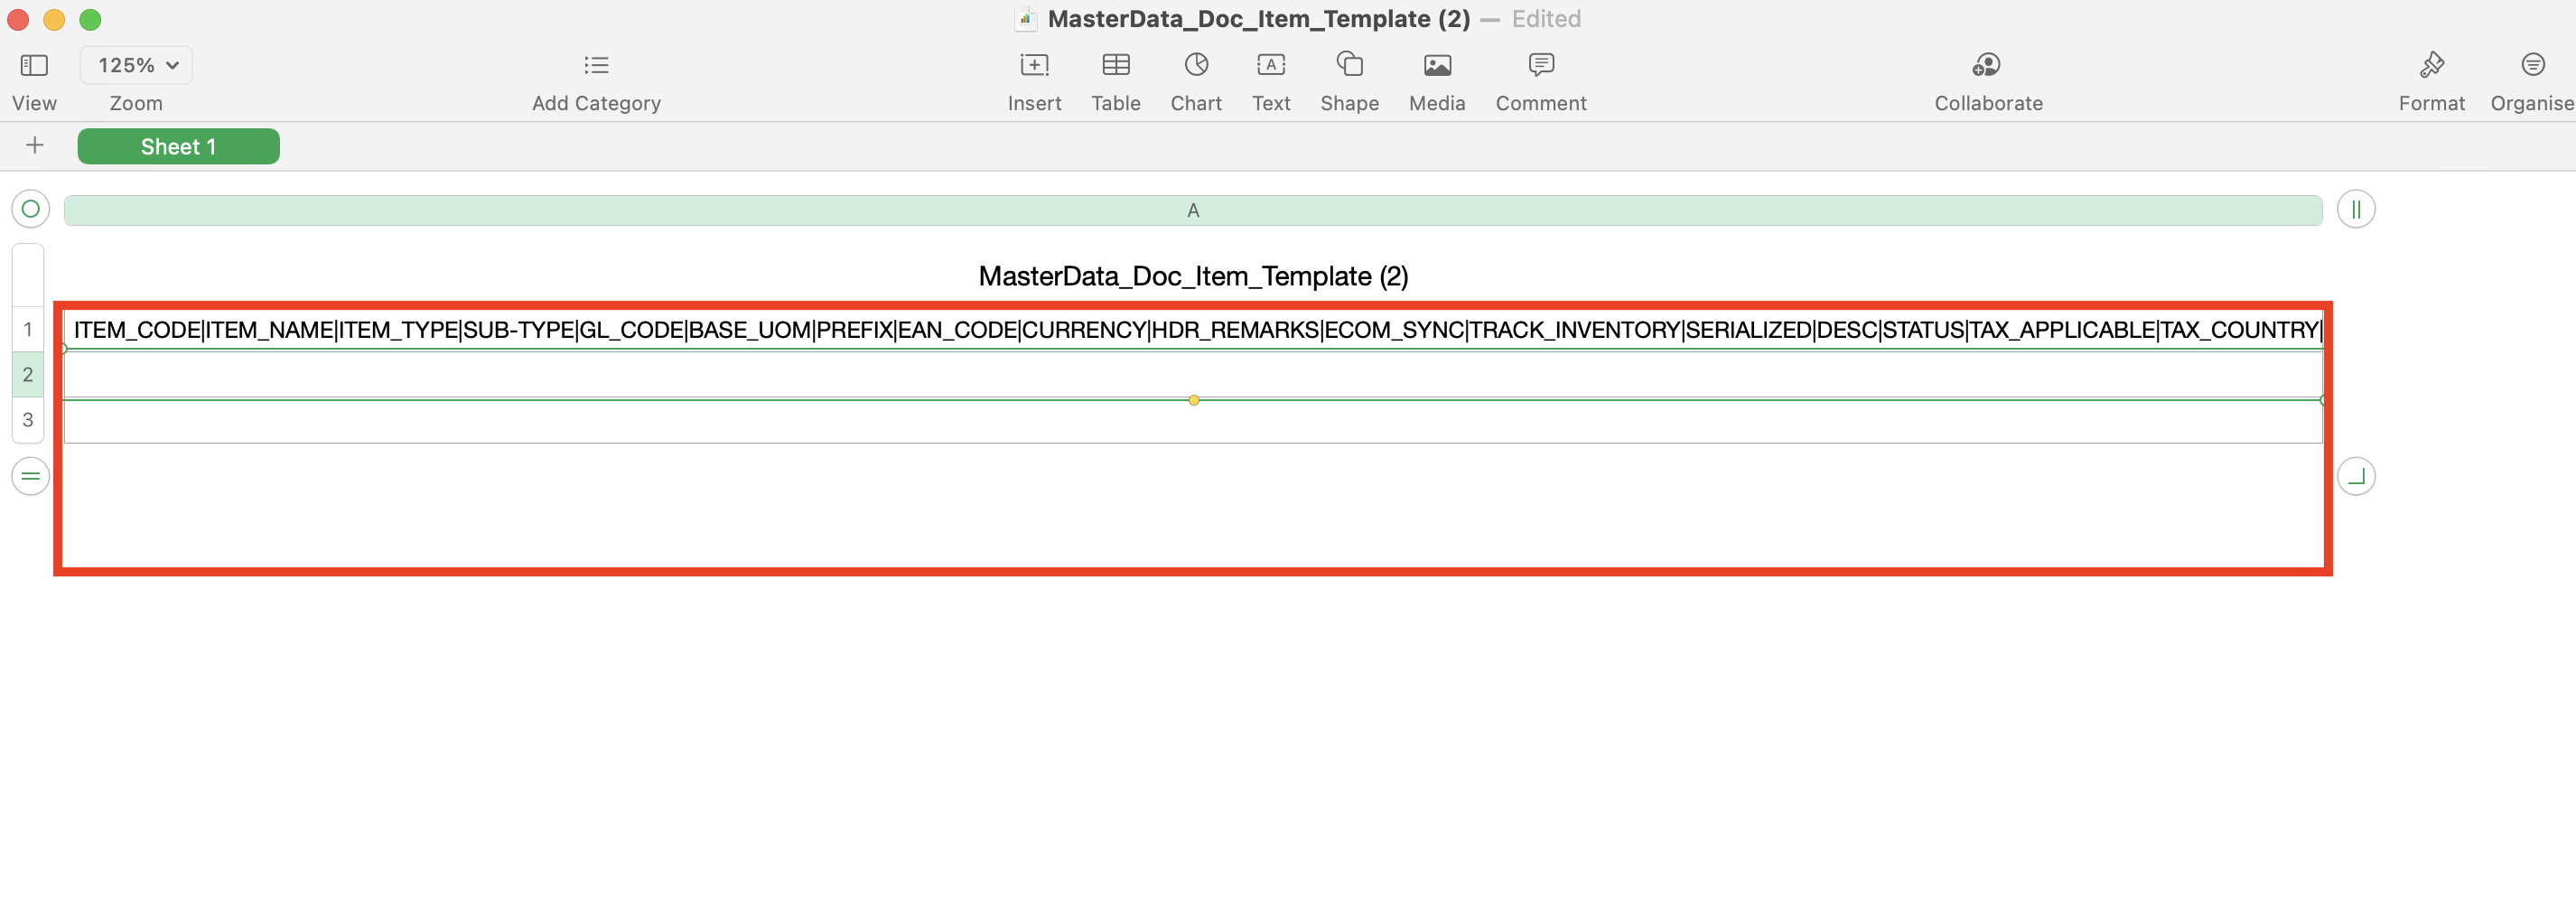 MasterData_Doc_Item_Template (2) — Edited
125%
View Zoom Add Category Insert Table Chart Text Shape Media Comment Collaborate Format Organise
+ Sheet 1
A
MasterData_Doc_Item_Template (2)
1 ITEM_CODE|ITEM_NAME|ITEM_TYPE|SUB-TYPE|GL_CODE|BASE_UOM|PREFIX|EAN_CODE|CURRENCY|HDR_REMARKS|ECOM_SYNC|TRACK_INVENTORY|SERIALIZED|DESC|STATUS|TAX_APPLICABLE|TAX_COUNTRY|
2
3